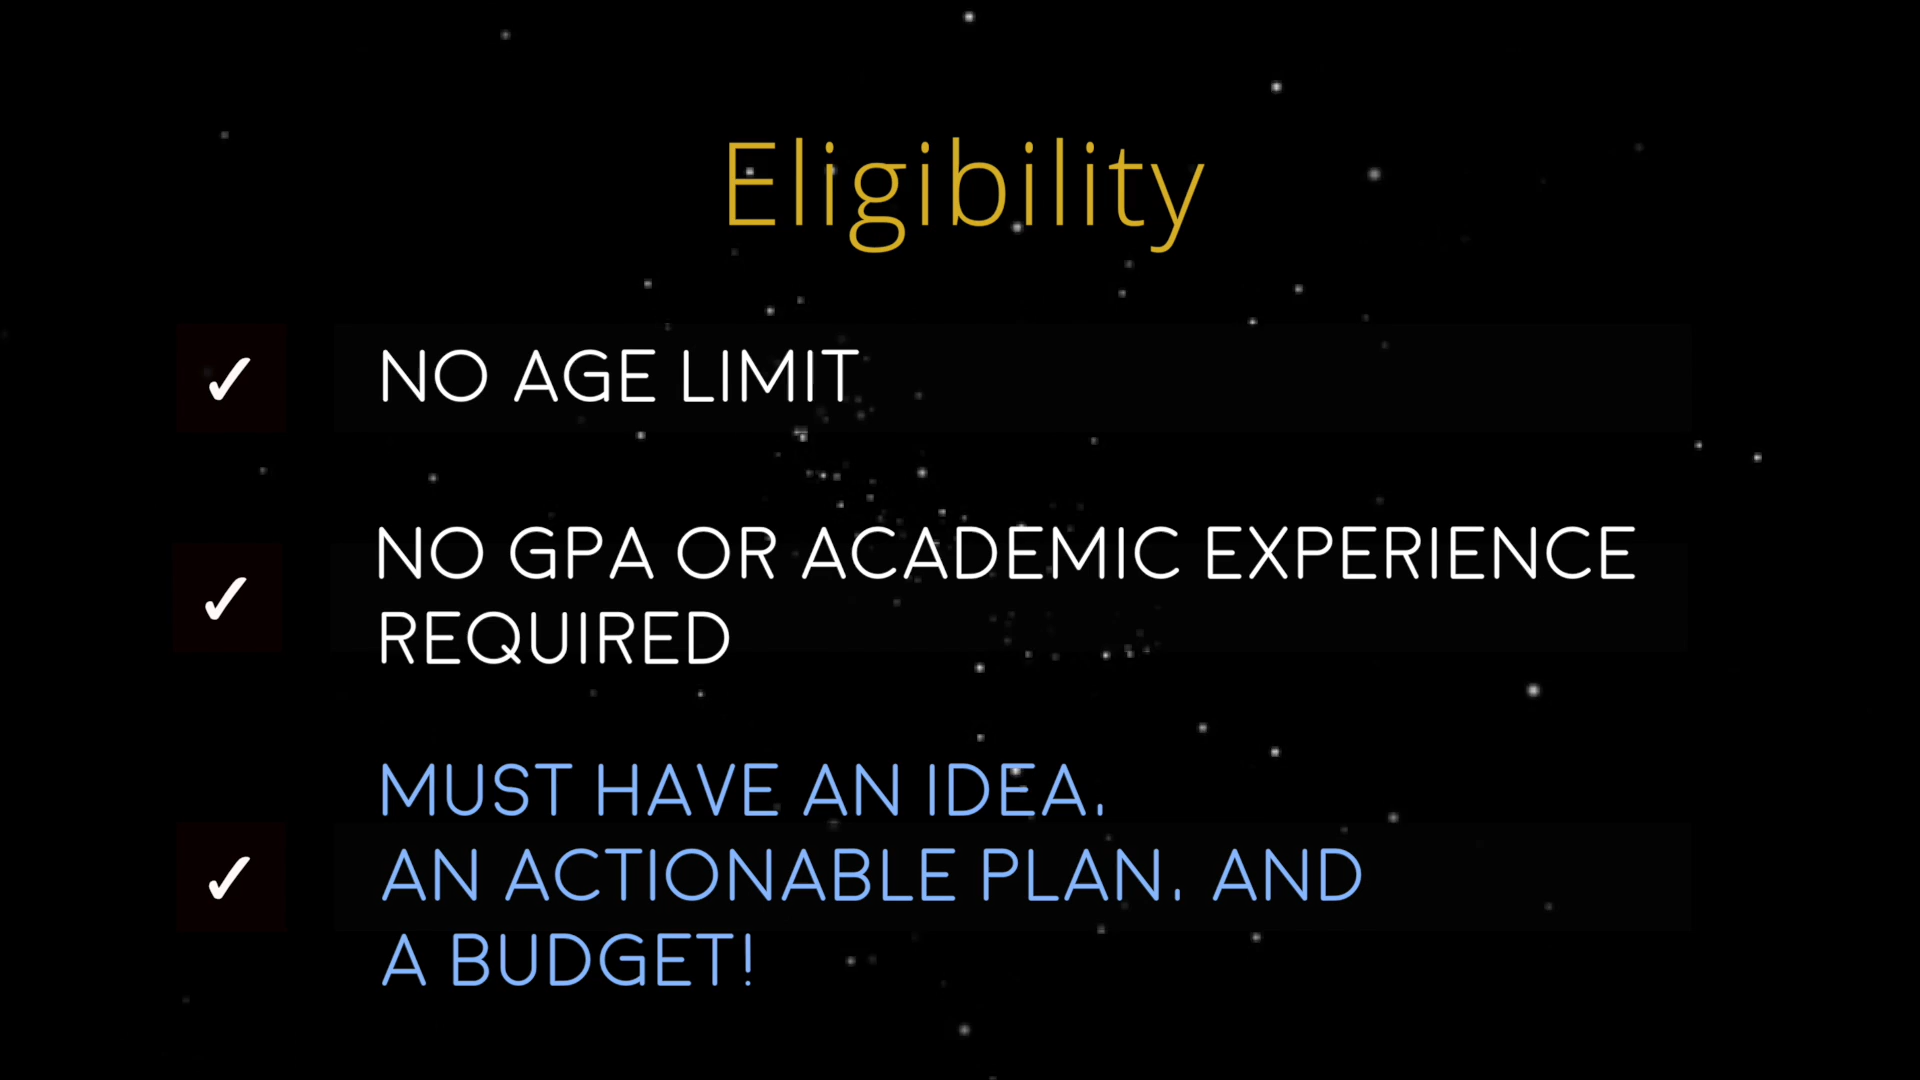 Eligibility
✓ NO AGE LIMIT
✓ NO GPA OR ACADEMIC EXPERIENCE
REQUIRED
MUST HAVE AN IDEA,
✓ AN ACTIONABLE PLAN, AND
A BUDGET!